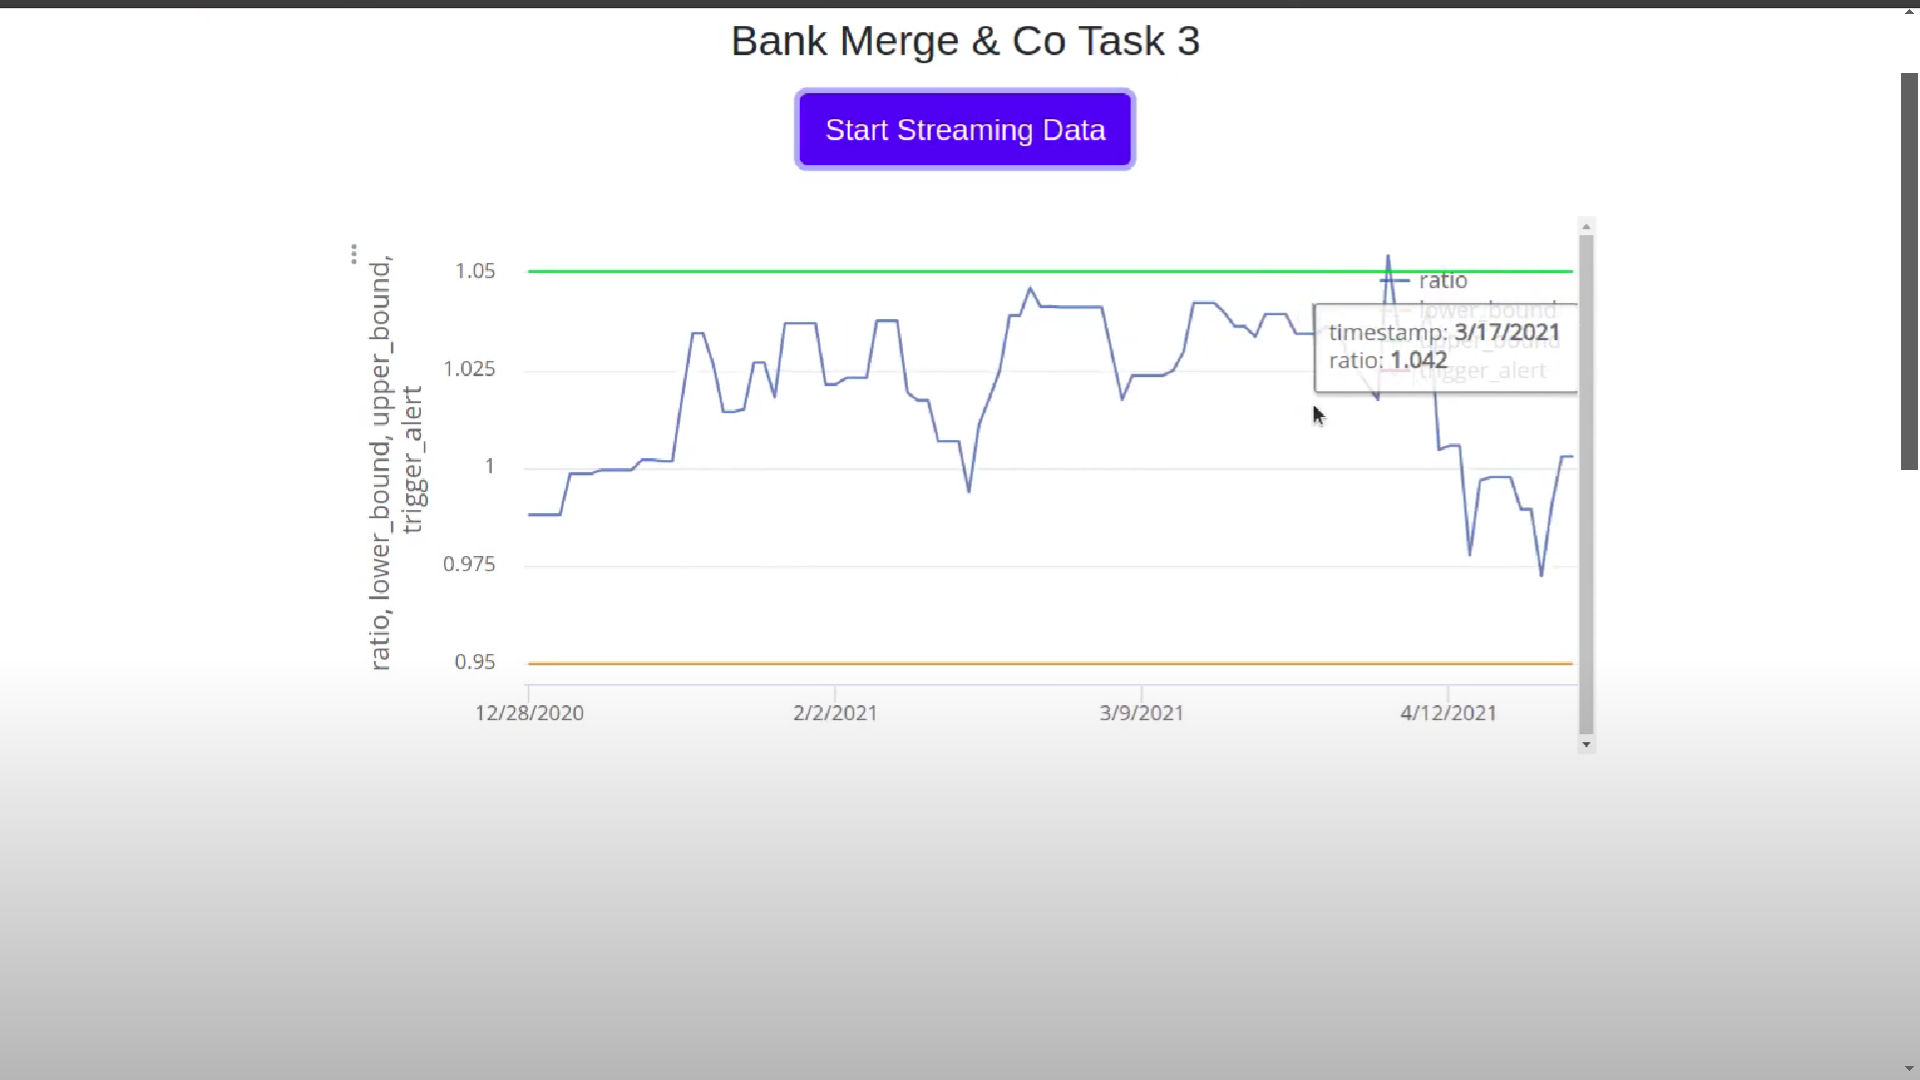 Bank Merge & Co Task 3
Start Streaming Data
ratio, lower_bound, upper_bound,
trigger_alert
1.05
1.025
1
0.975
0.95
ratio
lower_bound
upper_bound
trigger_alert
timestamp: 3/17/2021
ratio: 1.042
12/28/2020
2/2/2021
3/9/2021
4/12/2021